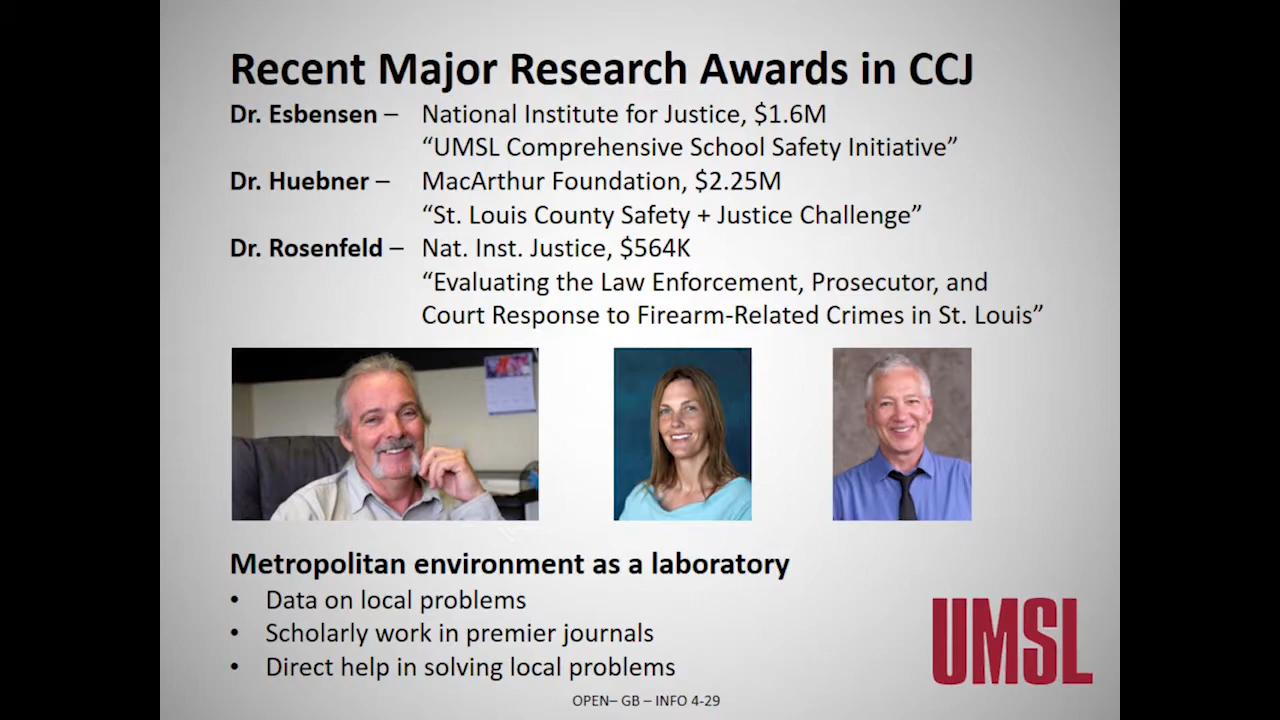 Recent Major Research Awards in CCJ
Dr. Esbensen – National Institute for Justice, $1.6M
“UMSL Comprehensive School Safety Initiative”
Dr. Huebner – MacArthur Foundation, $2.25M
“St. Louis County Safety + Justice Challenge”
Dr. Rosenfeld – Nat. Inst. Justice, $564K
“Evaluating the Law Enforcement, Prosecutor, and
Court Response to Firearm-Related Crimes in St. Louis”
Metropolitan environment as a laboratory
• Data on local problems
• Scholarly work in premier journals
• Direct help in solving local problems
UMSL
OPEN– GB – INFO 4-29